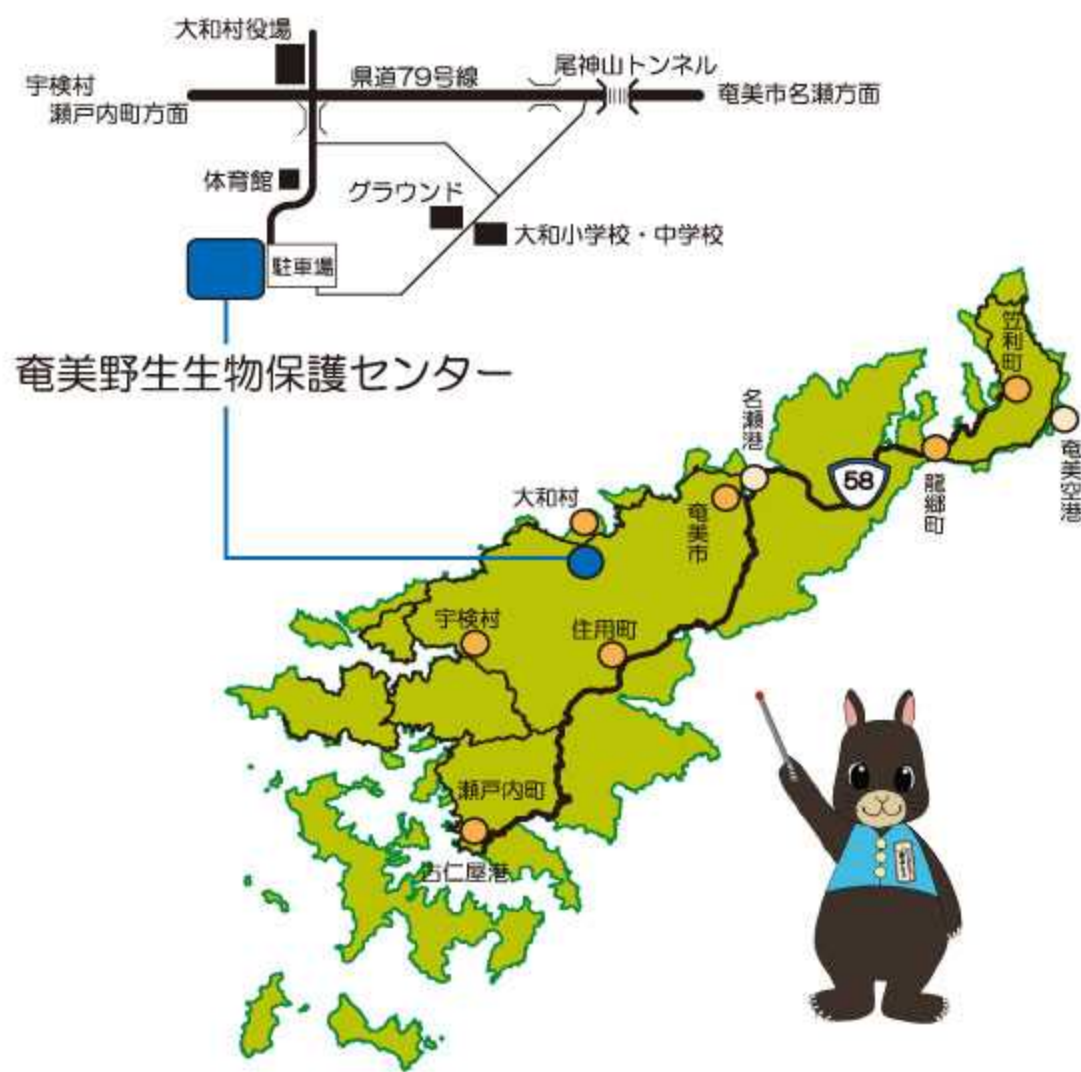 大和村役場
県道79号線
尾神山トンネル
宇検村
瀬戸内町方面
奄美市名瀬方面
体育館
グラウンド
大和小学校・中学校
駐車場
奄美野生生物保護センター
笠利町
名瀬港
奄美空港
58
龍郷町
大和村
奄美市
宇検村
住用町
瀬戸内町
古仁屋港